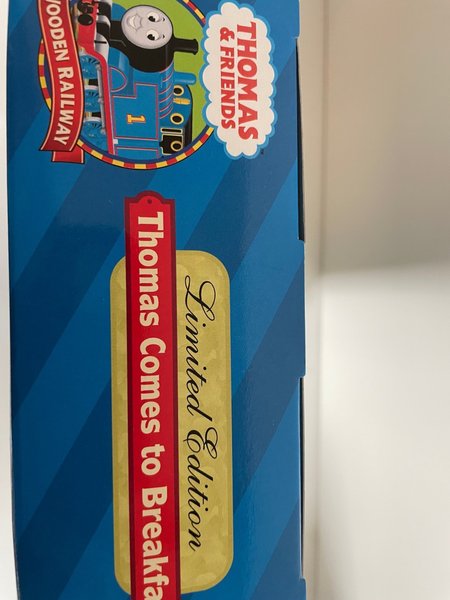 THOMAS
& FRIENDS
WOODEN RAILWAY
1
Limited Edition
Thomas Comes to Breakfa